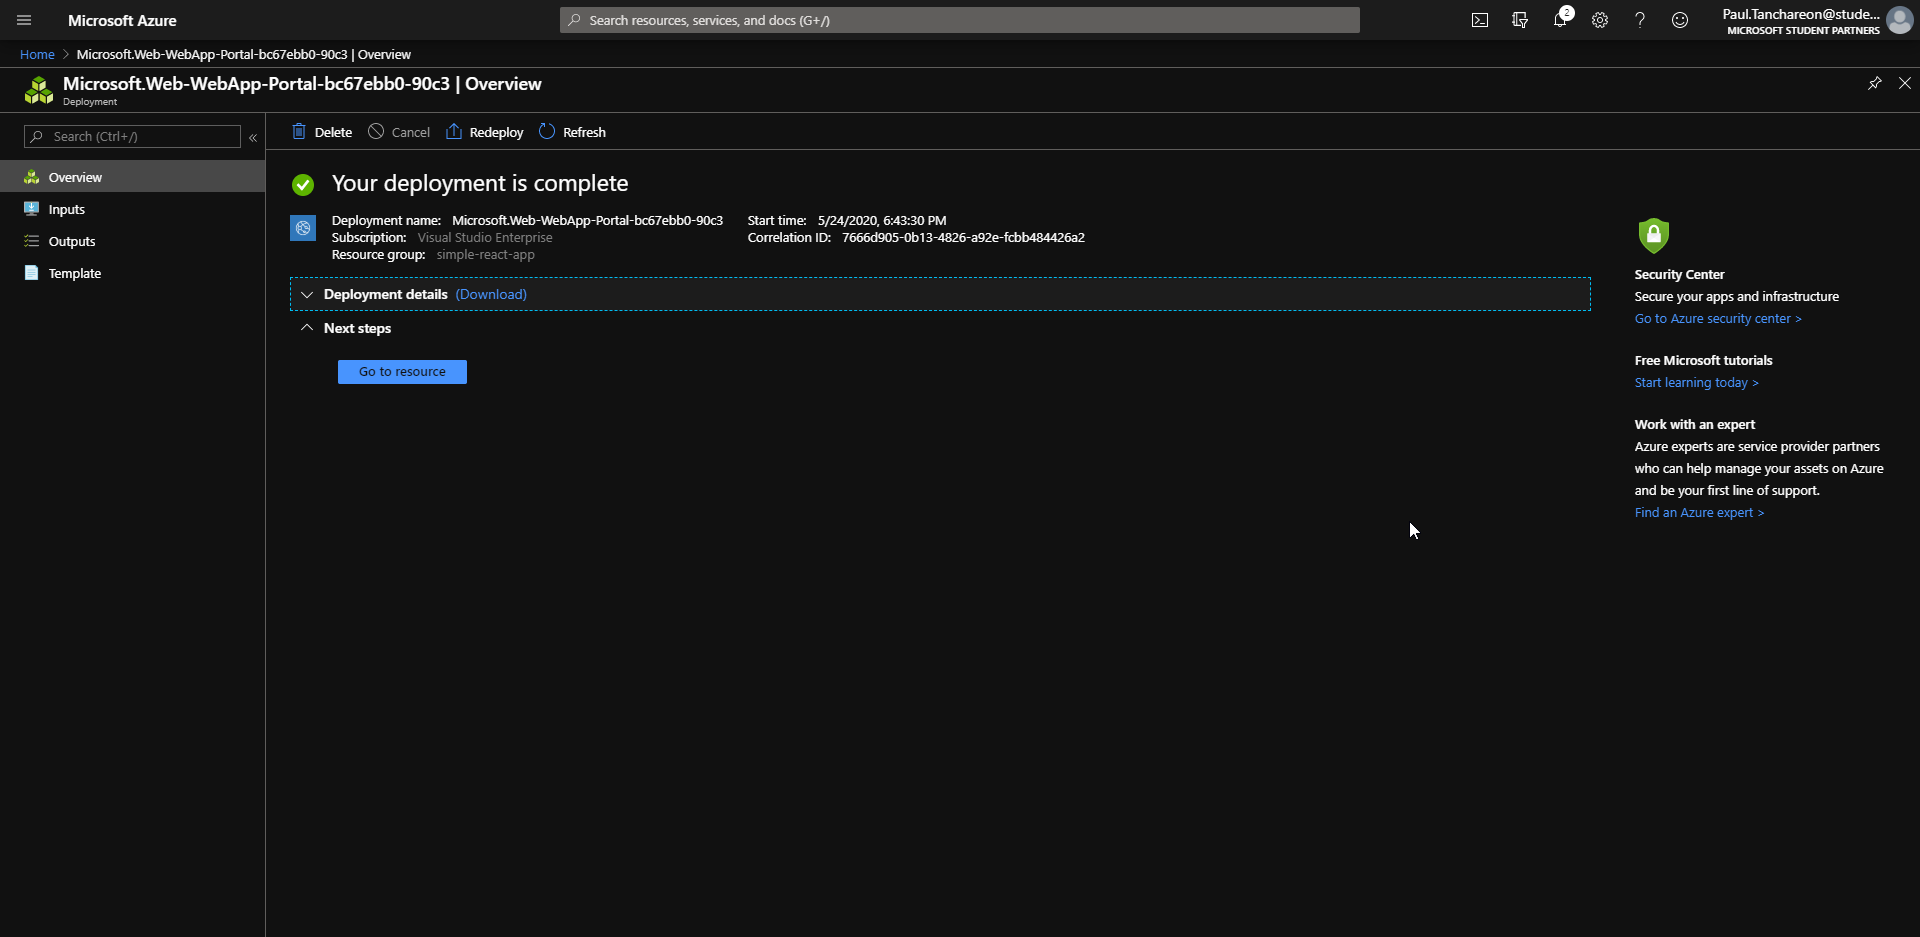 Microsoft Azure
Search resources, services, and docs (G+/)
2
Paul.Tanchareon@stude...
MICROSOFT STUDENT PARTNERS
Home > Microsoft.Web-WebApp-Portal-bc67ebb0-90c3 | Overview
Microsoft.Web-WebApp-Portal-bc67ebb0-90c3 | Overview
Deployment
Search (Ctrl+/)
«
Overview
Inputs
Outputs
Template
Delete
Cancel
Redeploy
Refresh
Your deployment is complete
Deployment name: Microsoft.Web-WebApp-Portal-bc67ebb0-90c3
Subscription: Visual Studio Enterprise
Resource group: simple-react-app
Start time: 5/24/2020, 6:43:30 PM
Correlation ID: 7666d905-0b13-4826-a92e-fcbb484426a2
Deployment details (Download)
Next steps
Go to resource
Security Center
Secure your apps and infrastructure
Go to Azure security center >
Free Microsoft tutorials
Start learning today >
Work with an expert
Azure experts are service provider partners
who can help manage your assets on Azure
and be your first line of support.
Find an Azure expert >